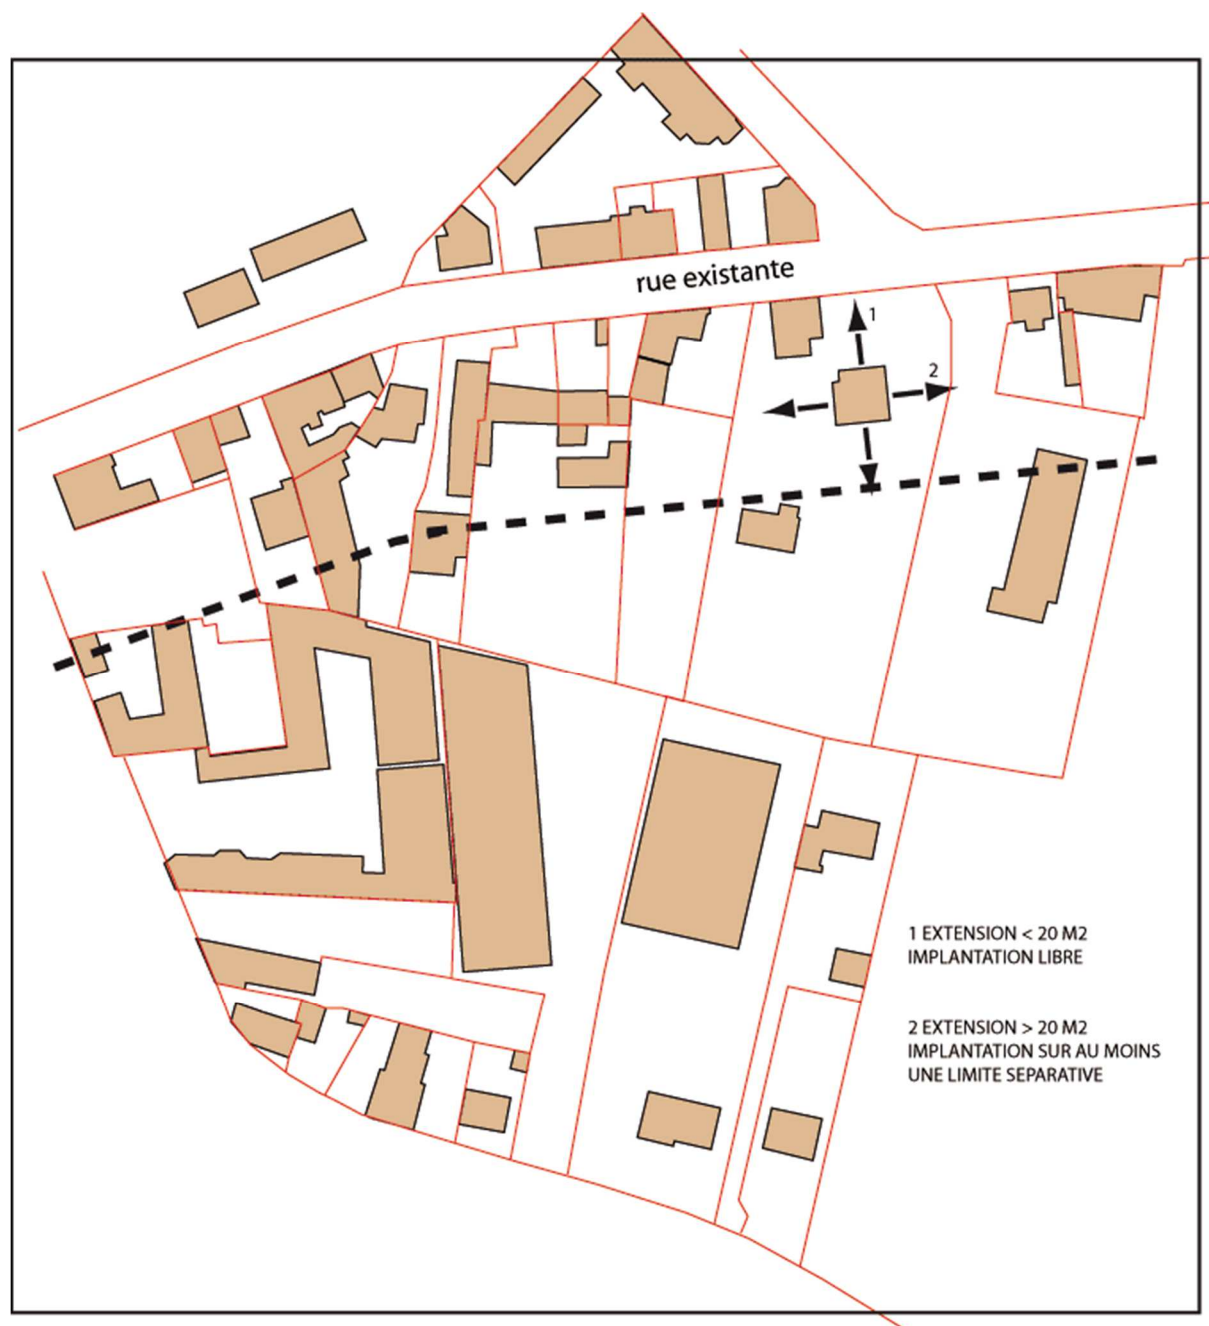 rue existante
1
2
1 EXTENSION < 20 M2
IMPLANTATION LIBRE
2 EXTENSION > 20 M2
IMPLANTATION SUR AU MOINS
UNE LIMITE SEPARATIVE